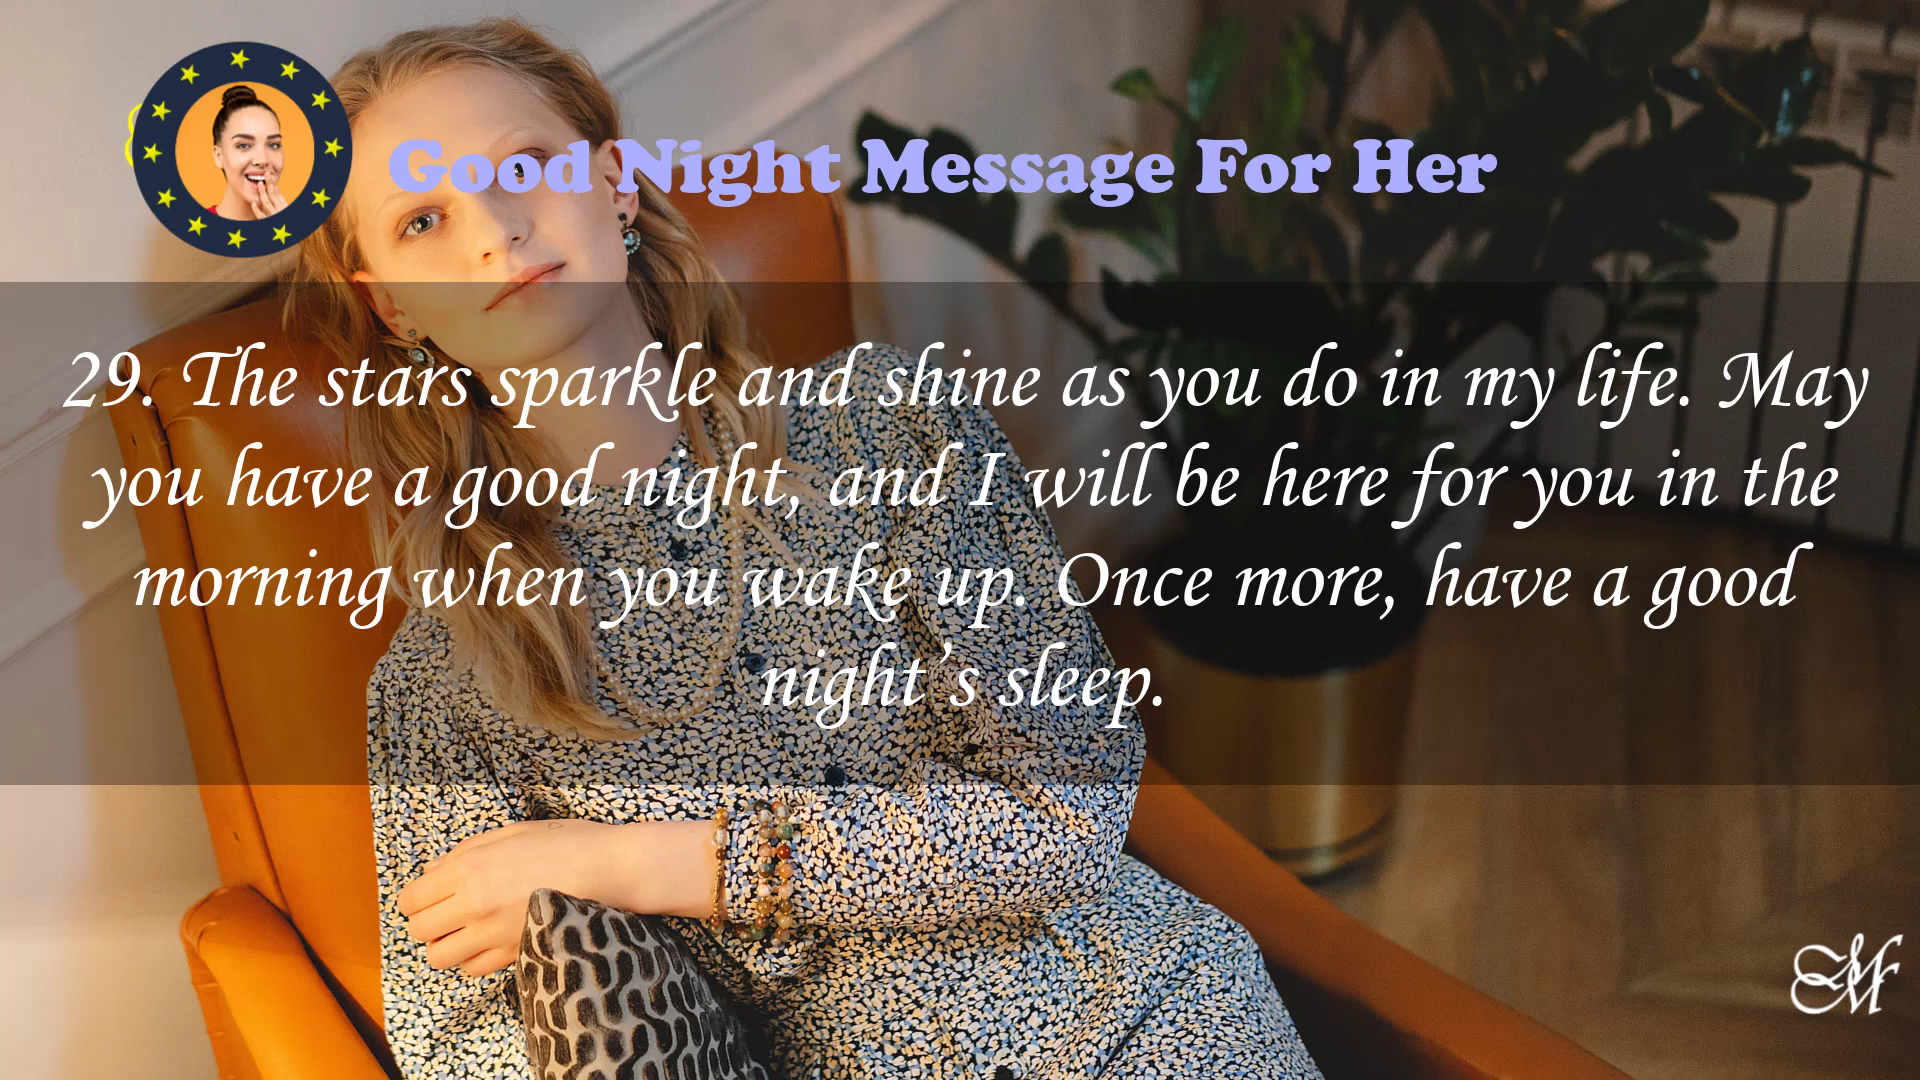 Good Night Message For Her
29. The stars sparkle and shine as you do in my life. May
you have a good night, and I will be here for you in the
morning when you wake up. Once more, have a good
night’s sleep.
M